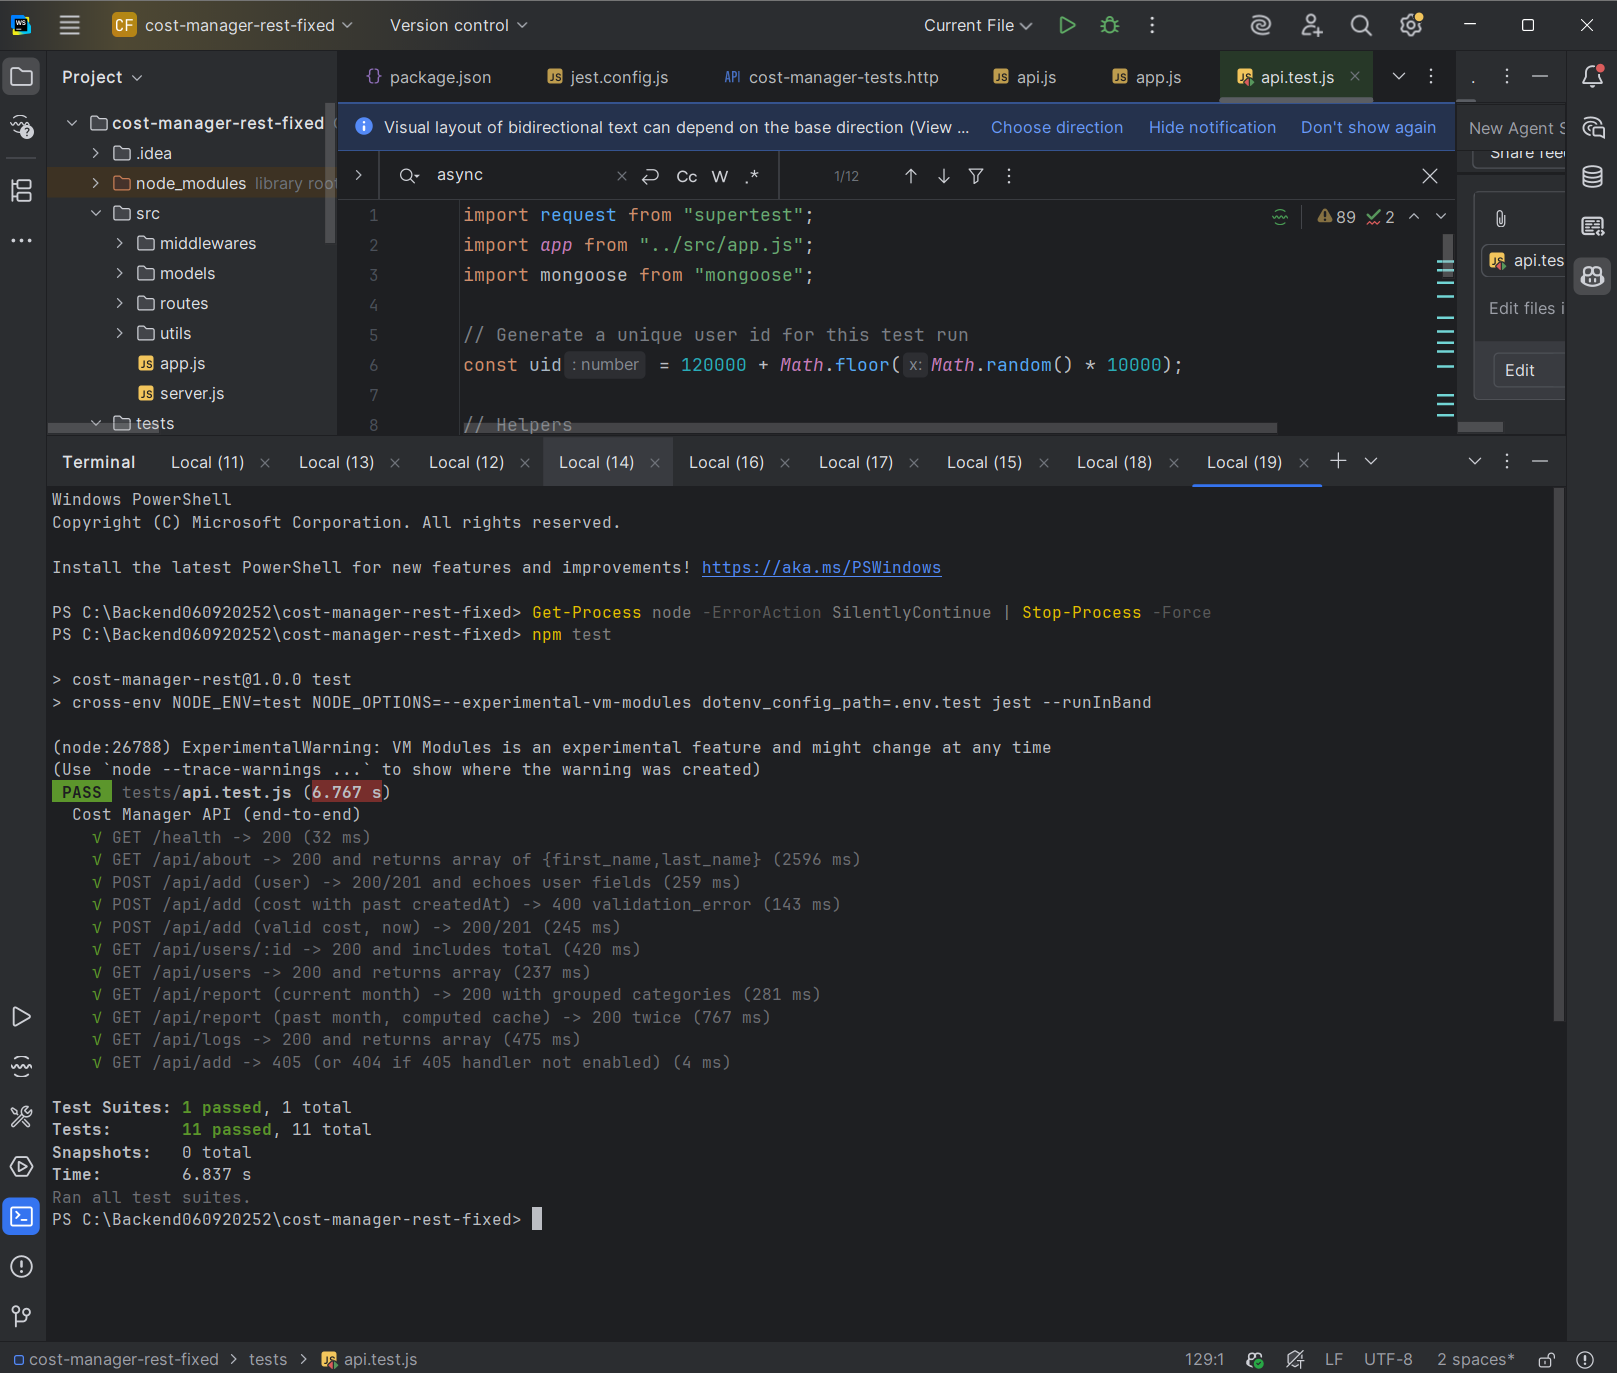 WS
CF cost-manager-rest-fixed Version control Current File
Project
package.json jest.config.js API cost-manager-tests.http api.js app.js api.test.js
cost-manager-rest-fixed
.idea
node_modules library root
src
middlewares
models
routes
utils
app.js
server.js
tests
Visual layout of bidirectional text can depend on the base direction (View ... Choose direction Hide notification Don't show again
async Cc W .* 1/12
1 import request from "supertest";
2 import app from "../src/app.js";
3 import mongoose from "mongoose";
4
5 // Generate a unique user id for this test run
6 const uid : number = 120000 + Math.floor( x: Math.random() * 10000);
7
8 // Helpers
89 2
New Agent S
Share fee
api.tes
Edit files i
Edit
Terminal Local (11) Local (13) Local (12) Local (14) Local (16) Local (17) Local (15) Local (18) Local (19)
Windows PowerShell
Copyright (C) Microsoft Corporation. All rights reserved.
Install the latest PowerShell for new features and improvements! https://aka.ms/PSWindows
PS C:\Backend060920252\cost-manager-rest-fixed> Get-Process node -ErrorAction SilentlyContinue | Stop-Process -Force
PS C:\Backend060920252\cost-manager-rest-fixed> npm test
> cost-manager-rest@1.0.0 test
> cross-env NODE_ENV=test NODE_OPTIONS=--experimental-vm-modules dotenv_config_path=.env.test jest --runInBand
(node:26788) ExperimentalWarning: VM Modules is an experimental feature and might change at any time
(Use `node --trace-warnings ...` to show where the warning was created)
PASS tests/api.test.js (6.767 s)
Cost Manager API (end-to-end)
√ GET /health -> 200 (32 ms)
√ GET /api/about -> 200 and returns array of {first_name,last_name} (2596 ms)
√ POST /api/add (user) -> 200/201 and echoes user fields (259 ms)
√ POST /api/add (cost with past createdAt) -> 400 validation_error (143 ms)
√ POST /api/add (valid cost, now) -> 200/201 (245 ms)
√ GET /api/users/:id -> 200 and includes total (420 ms)
√ GET /api/users -> 200 and returns array (237 ms)
√ GET /api/report (current month) -> 200 with grouped categories (281 ms)
√ GET /api/report (past month, computed cache) -> 200 twice (767 ms)
√ GET /api/logs -> 200 and returns array (475 ms)
√ GET /api/add -> 405 (or 404 if 405 handler not enabled) (4 ms)
Test Suites: 1 passed, 1 total
Tests: 11 passed, 11 total
Snapshots: 0 total
Time: 6.837 s
Ran all test suites.
PS C:\Backend060920252\cost-manager-rest-fixed>
cost-manager-rest-fixed > tests > api.test.js 129:1 LF UTF-8 2 spaces*